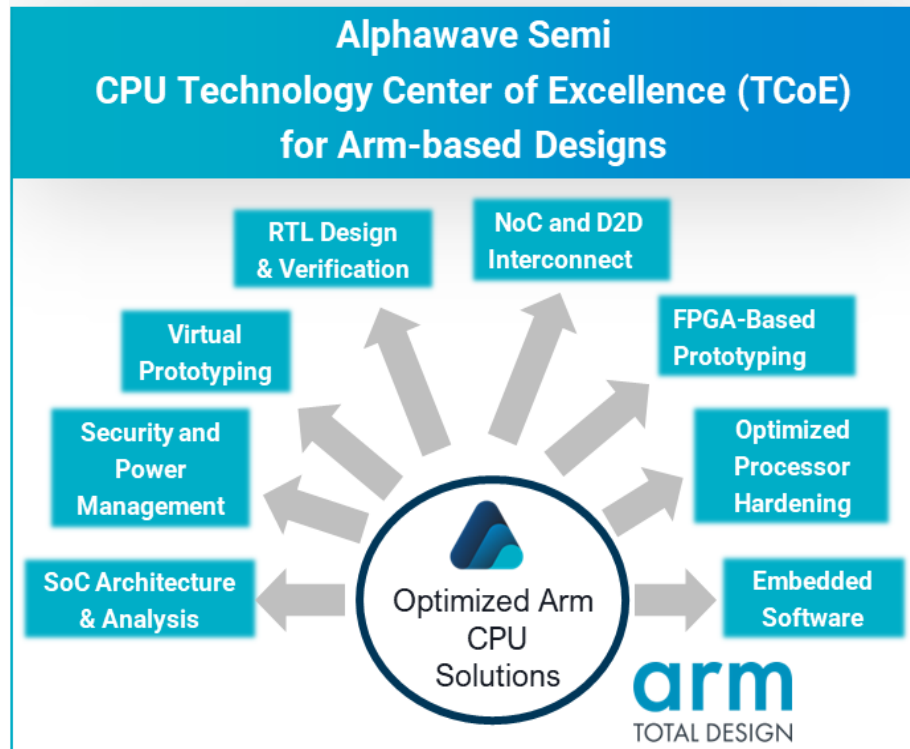 Alphawave Semi
CPU Technology Center of Excellence (TCoE)
for Arm-based Designs
RTL Design
& Verification
NoC and D2D
Interconnect
Virtual
Prototyping
FPGA-Based
Prototyping
Security and
Power
Management
Optimized
Processor
Hardening
SoC Architecture
& Analysis
Optimized Arm
CPU
Solutions
Embedded
Software
arm
TOTAL DESIGN